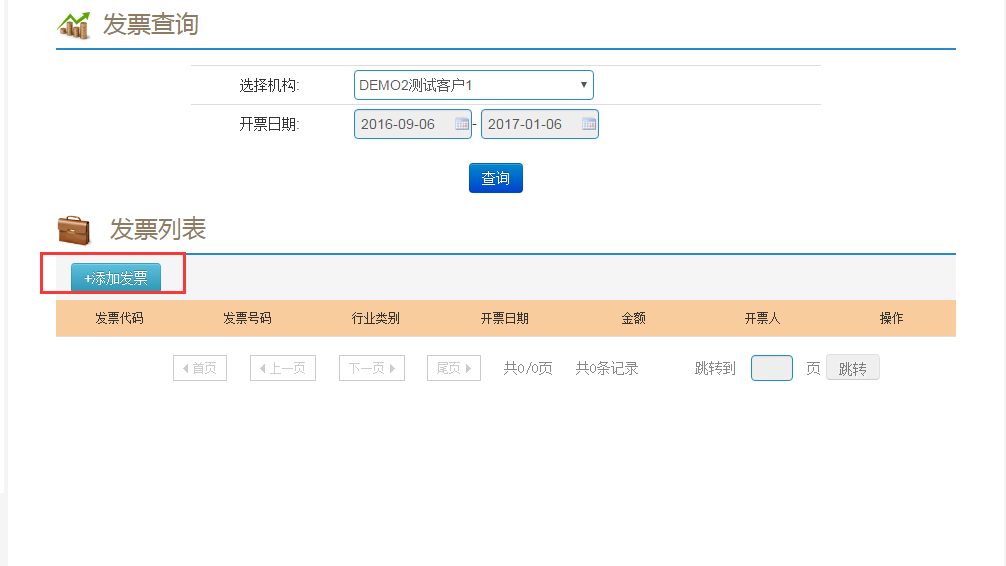 发票查询
选择机构: DEMO2测试客户1
开票日期: 2016-09-06 - 2017-01-06
查询
发票列表
+添加发票
发票代码 发票号码 行业类别 开票日期 金额 开票人 操作
首页 上一页 下一页 尾页 共0/0页 共0条记录 跳转到 页 跳转